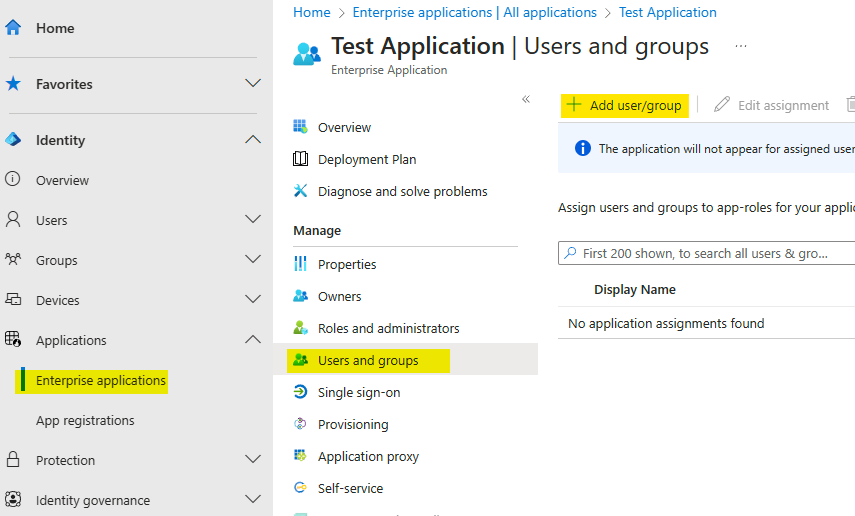 Home
Favorites
Identity
Overview
Users
Groups
Devices
Applications
Enterprise applications
App registrations
Protection
Identity governance
Home > Enterprise applications | All applications > Test Application
Test Application | Users and groups ...
Enterprise Application
«
Overview
Deployment Plan
Diagnose and solve problems
Manage
Properties
Owners
Roles and administrators
Users and groups
Single sign-on
Provisioning
Application proxy
Self-service
+ Add user/group
Edit assignment
The application will not appear for assigned user
Assign users and groups to app-roles for your applic
First 200 shown, to search all users & gro...
Display Name
No application assignments found